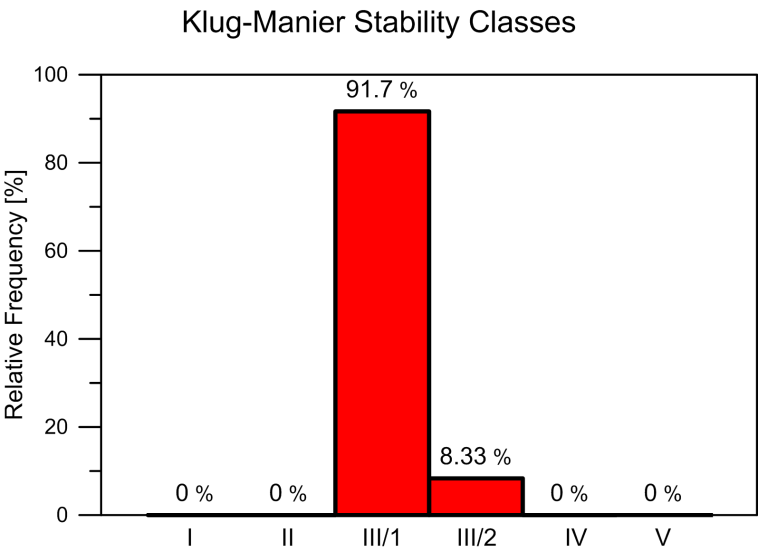 Klug-Manier Stability Classes
100
91.7 %
80
60
40
20
8.33 %
0 % 0 % 0 % 0 %
0
I II III/1 III/2 IV V
Relative Frequency [%]